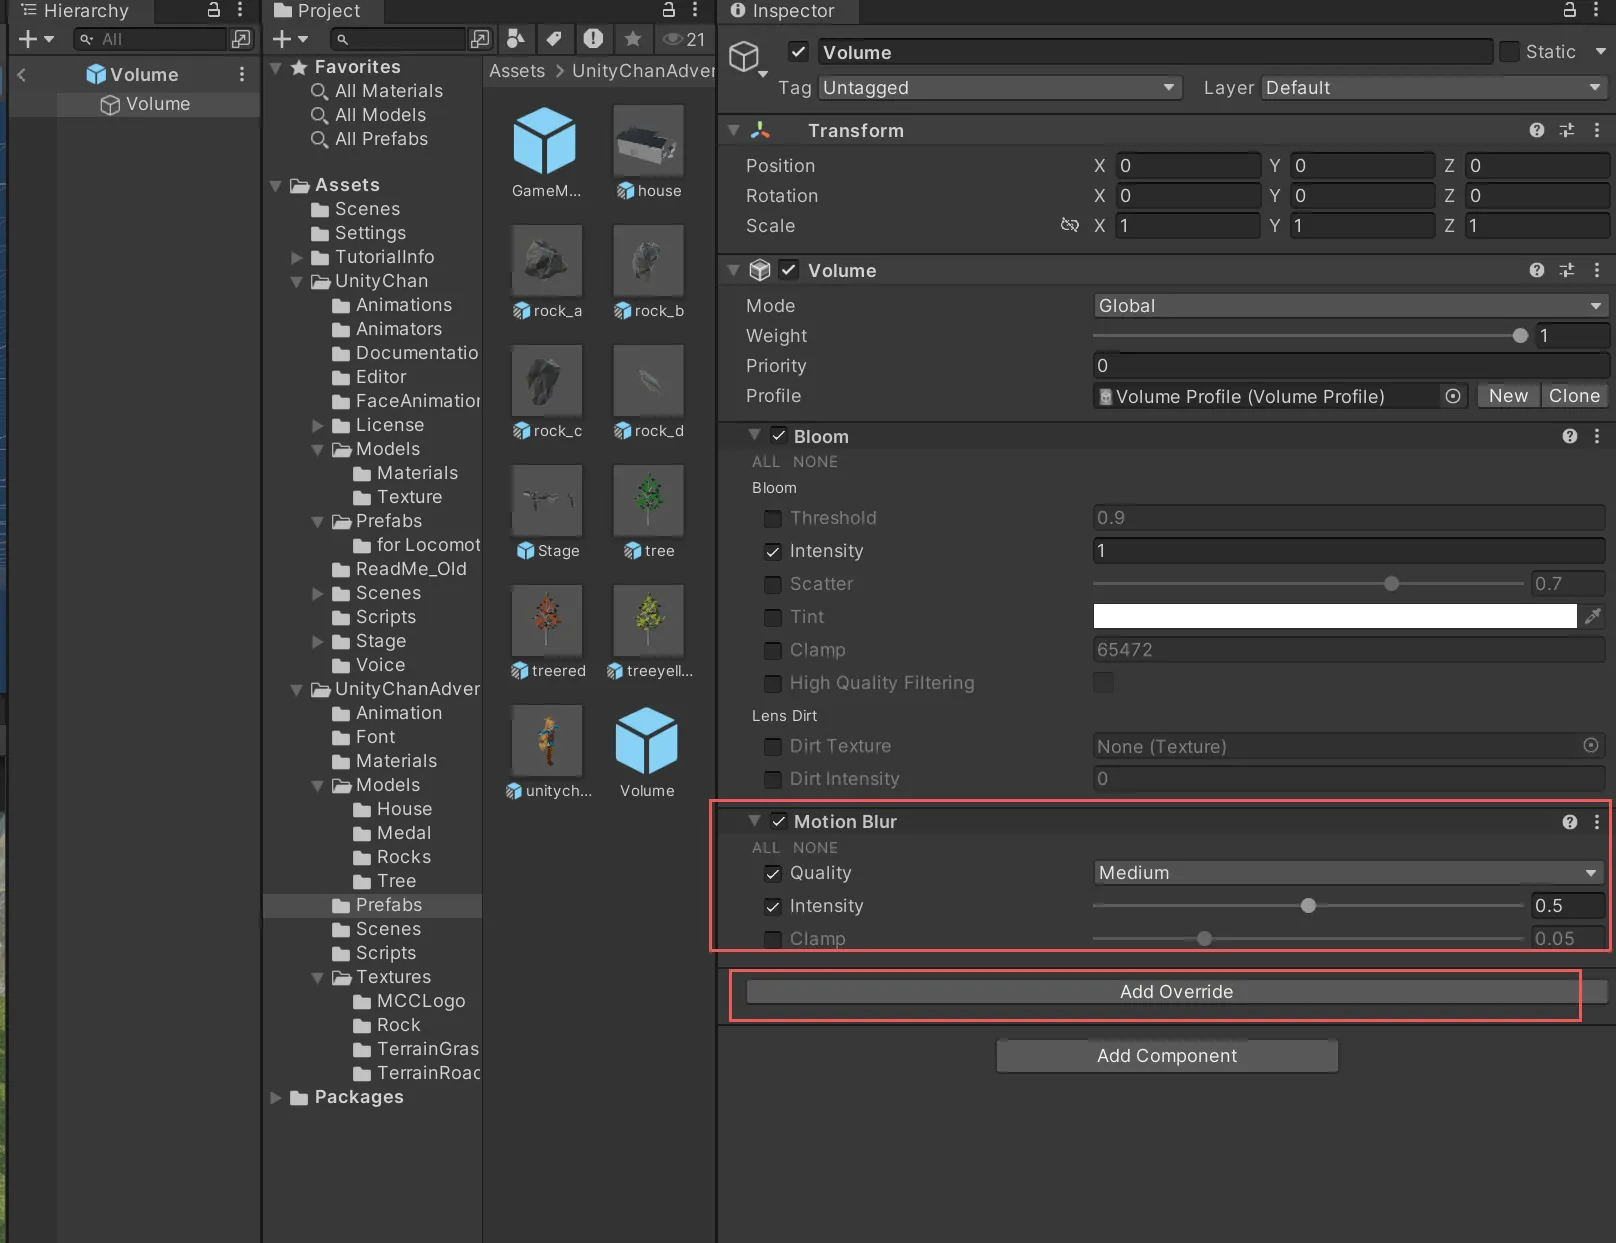 Hierarchy
All
Volume
Volume
Project
21
Favorites
All Materials
All Models
All Prefabs
Assets
Scenes
Settings
TutorialInfo
UnityChan
Animations
Animators
Documentatio
Editor
FaceAnimation
License
Models
Materials
Texture
Prefabs
for Locomot
ReadMe_Old
Scenes
Scripts
Stage
Voice
UnityChanAdver
Animation
Font
Materials
Models
House
Medal
Rocks
Tree
Prefabs
Scenes
Scripts
Textures
MCCLogo
Rock
TerrainGras
TerrainRoad
Packages
Assets > UnityChanAdver
GameM... house
rock_a rock_b
rock_c rock_d
Stage tree
treered treeyell...
unitych... Volume
Inspector
Volume Static
Tag Untagged Layer Default
Transform
Position X 0 Y 0 Z 0
Rotation X 0 Y 0 Z 0
Scale X 1 Y 1 Z 1
Volume
Mode Global
Weight 1
Priority 0
Profile Volume Profile (Volume Profile) New Clone
Bloom
ALL NONE
Bloom
Threshold 0.9
Intensity 1
Scatter 0.7
Tint
Clamp 65472
High Quality Filtering
Lens Dirt
Dirt Texture None (Texture)
Dirt Intensity 0
Motion Blur
ALL NONE
Quality Medium
Intensity 0.5
Clamp 0.05
Add Override
Add Component